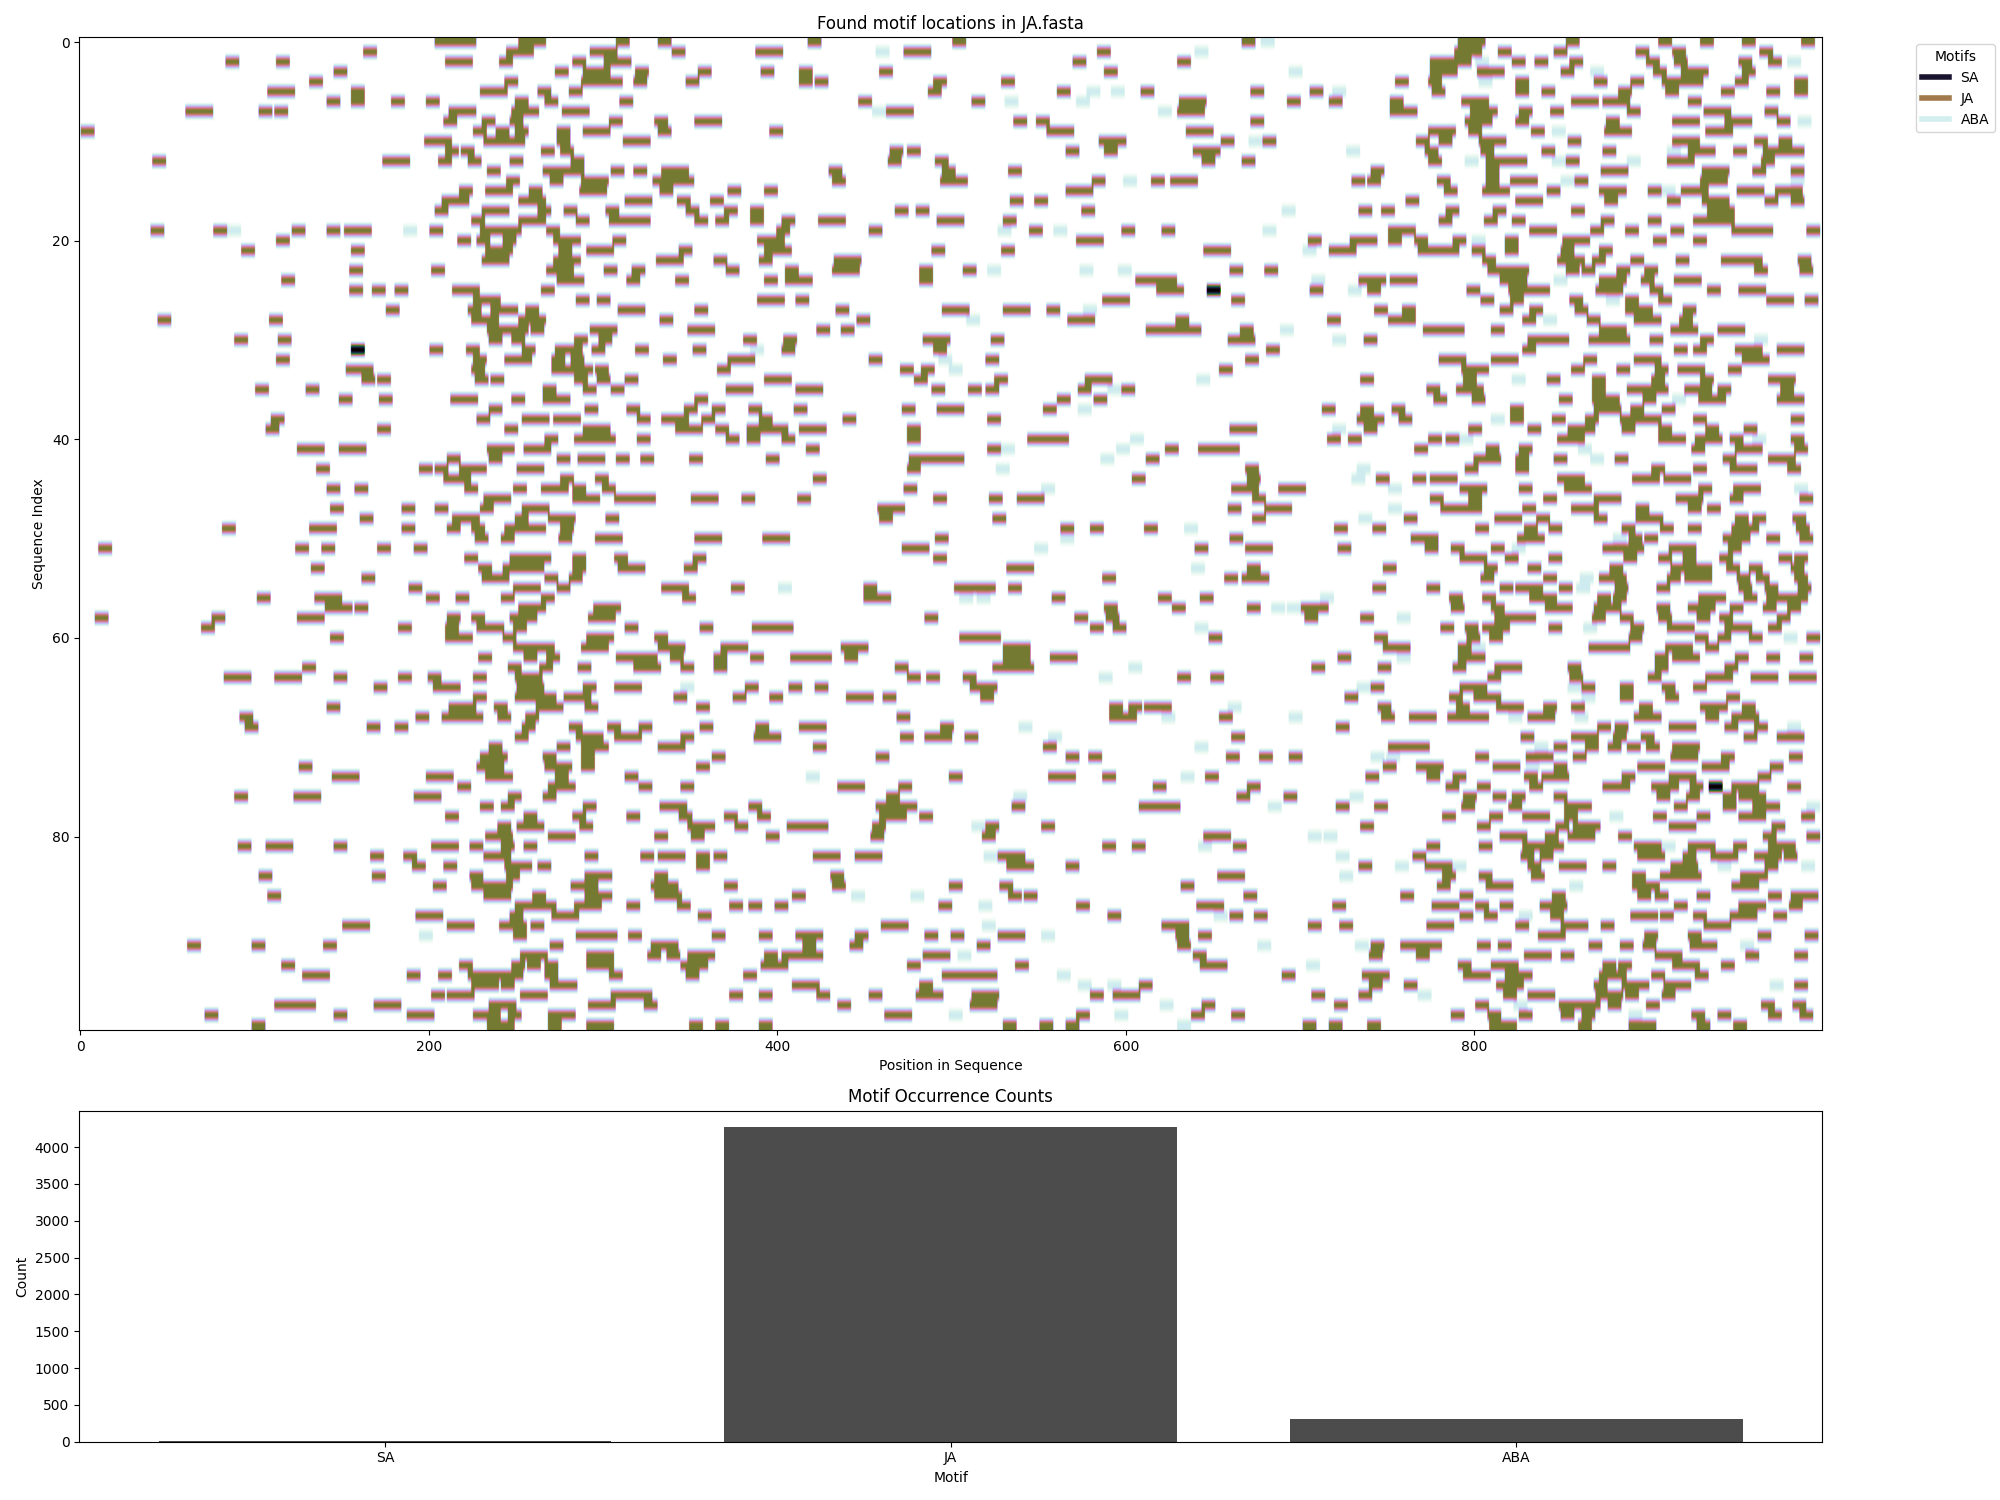 Found motif locations in JA.fasta
Motifs
SA
JA
ABA
Sequence Index
0
20
40
60
80
0 200 400 600 800
Position in Sequence
Motif Occurrence Counts
Count
4000
3500
3000
2500
2000
1500
1000
500
0
SA JA ABA
Motif